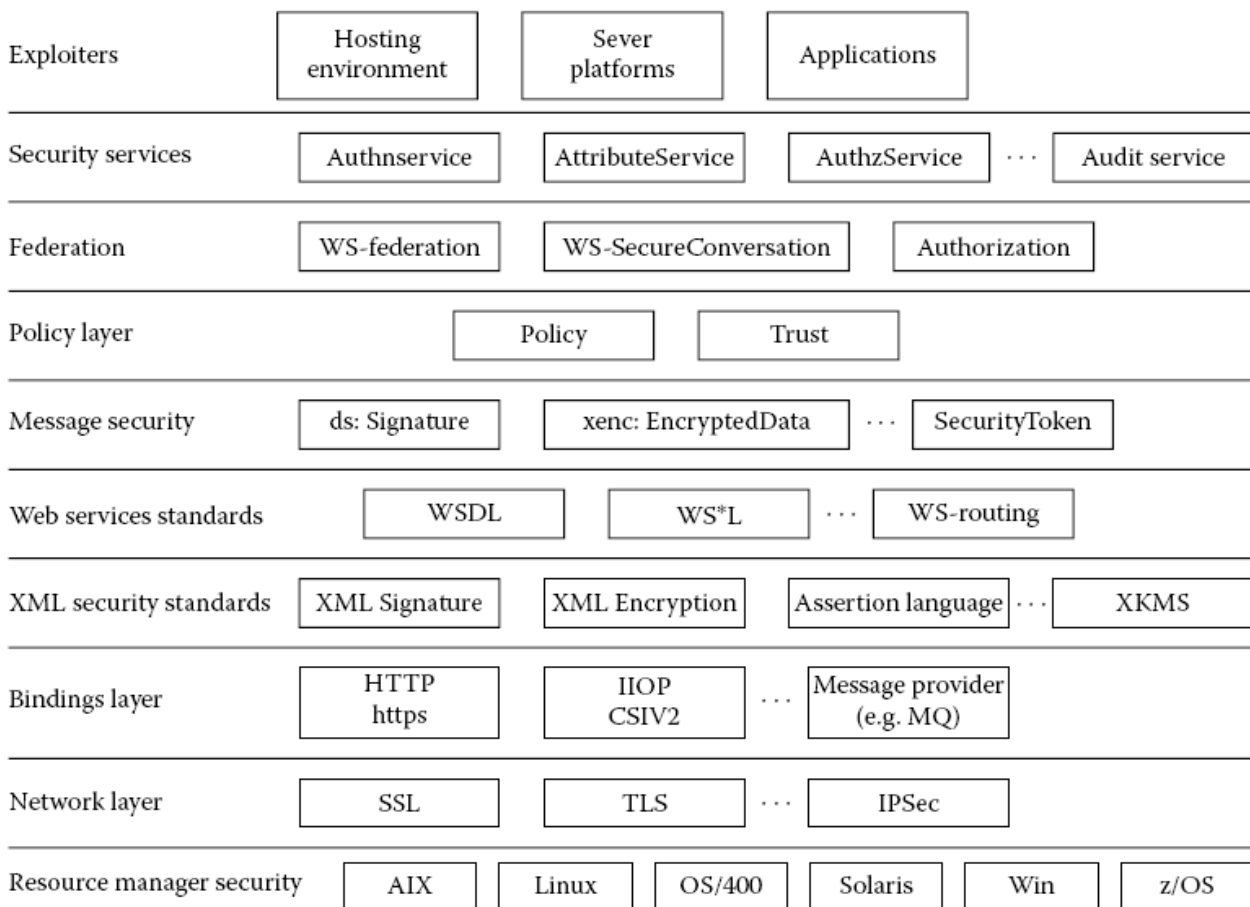 Exploiters
Hosting
environment
Sever
platforms
Applications
Security services
Authnservice
AttributeService
AuthzService
...
Audit service
Federation
WS-federation
WS-SecureConversation
Authorization
Policy layer
Policy
Trust
Message security
ds: Signature
xenc: EncryptedData
...
SecurityToken
Web services standards
WSDL
WS*L
...
WS-routing
XML security standards
XML Signature
XML Encryption
Assertion language
...
XKMS
Bindings layer
HTTP
https
IIOP
CSIV2
...
Message provider
(e.g. MQ)
Network layer
SSL
TLS
...
IPSec
Resource manager security
AIX
Linux
OS/400
Solaris
Win
z/OS